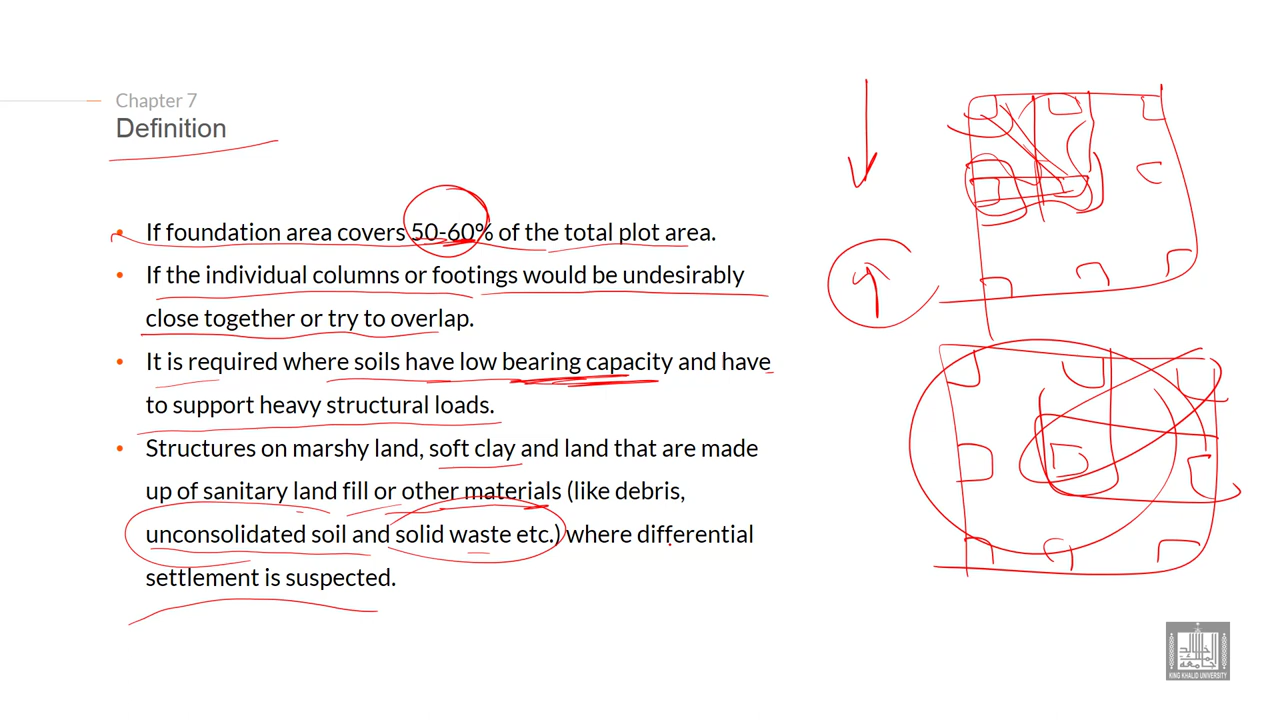 Chapter 7
Definition
• If foundation area covers 50-60% of the total plot area.
• If the individual columns or footings would be undesirably
close together or try to overlap.
• It is required where soils have low bearing capacity and have
to support heavy structural loads.
• Structures on marshy land, soft clay and land that are made
up of sanitary land fill or other materials (like debris,
unconsolidated soil and solid waste etc.) where differential
settlement is suspected.
KING KHALID UNIVERSITY